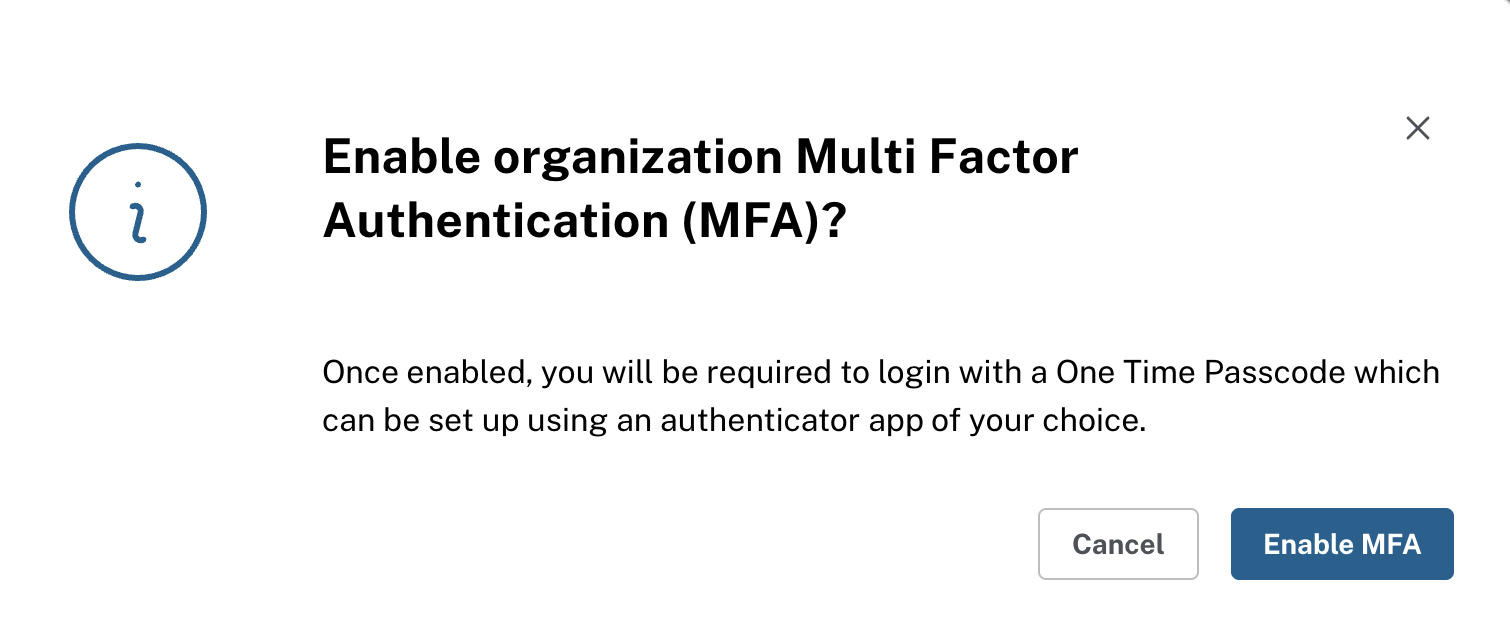 Enable organization Multi Factor
Authentication (MFA)?
Once enabled, you will be required to login with a One Time Passcode which
can be set up using an authenticator app of your choice.
Cancel
Enable MFA